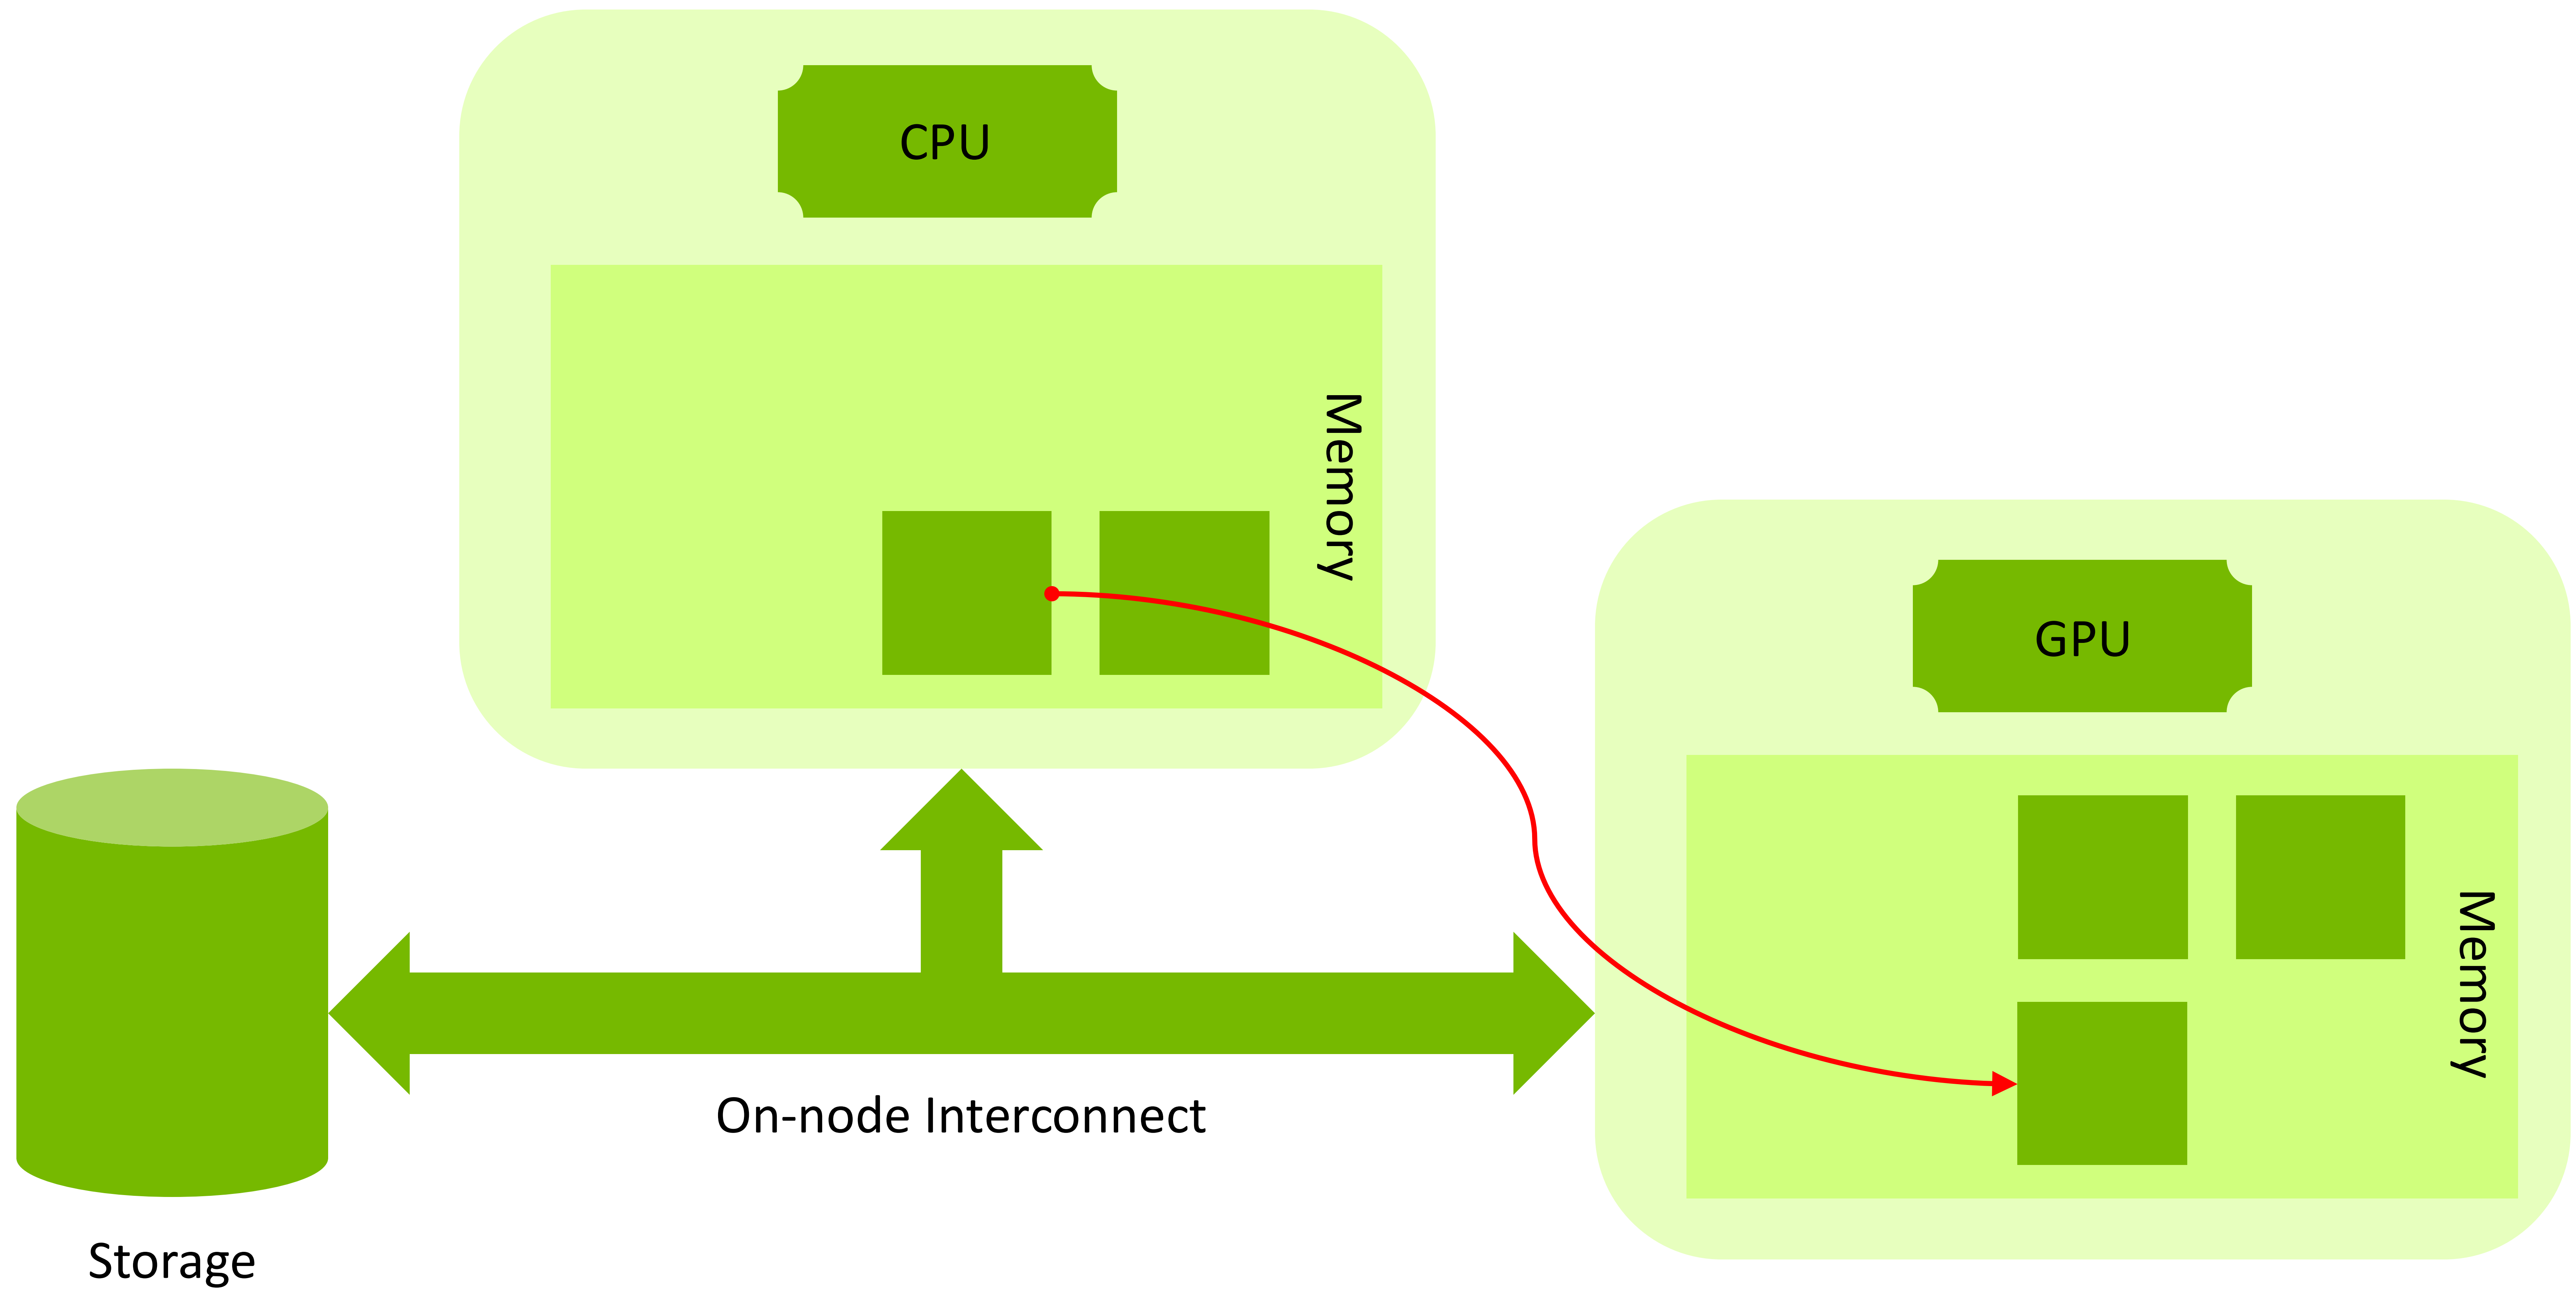 CPU
Memory
GPU
Memory
On-node Interconnect
Storage